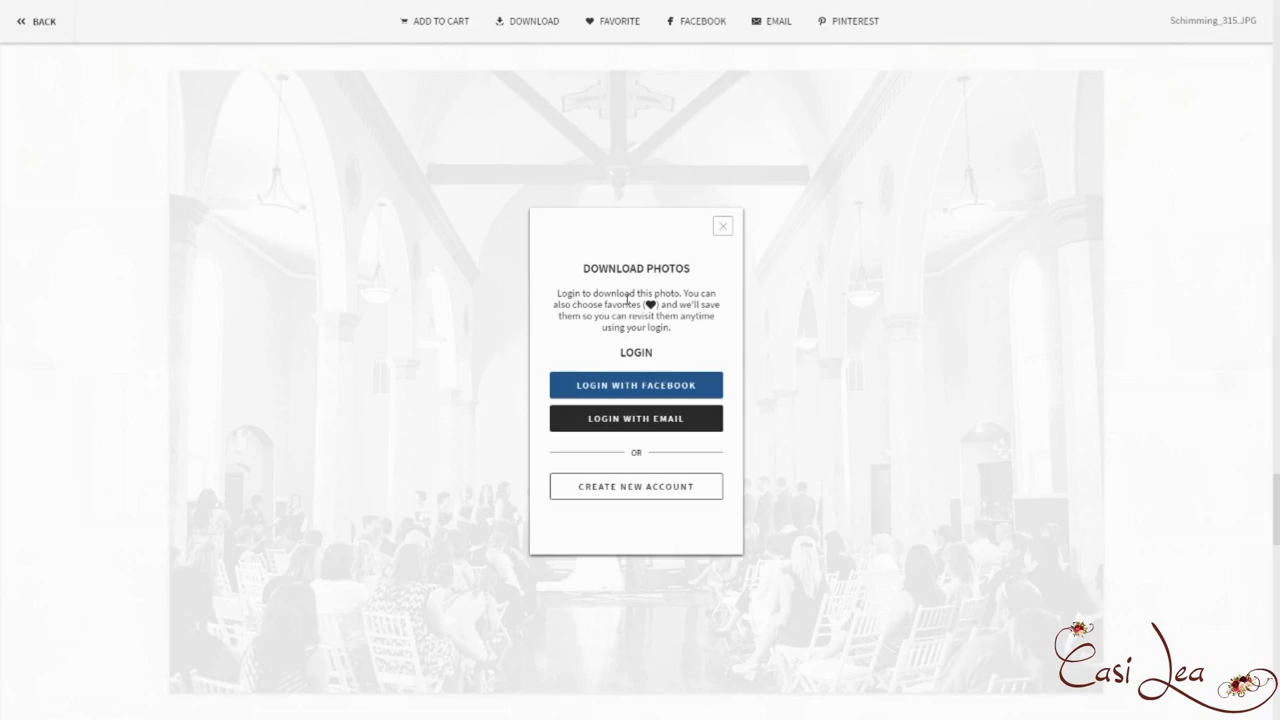 BACK
ADD TO CART
DOWNLOAD
FAVORITE
FACEBOOK
EMAIL
PINTEREST
Schimming_315.JPG
DOWNLOAD PHOTOS
Login to download this photo. You can
also choose favorites (♥) and we'll save
them so you can revisit them anytime
using your login.
LOGIN
LOGIN WITH FACEBOOK
LOGIN WITH EMAIL
OR
CREATE NEW ACCOUNT
Casi Lea